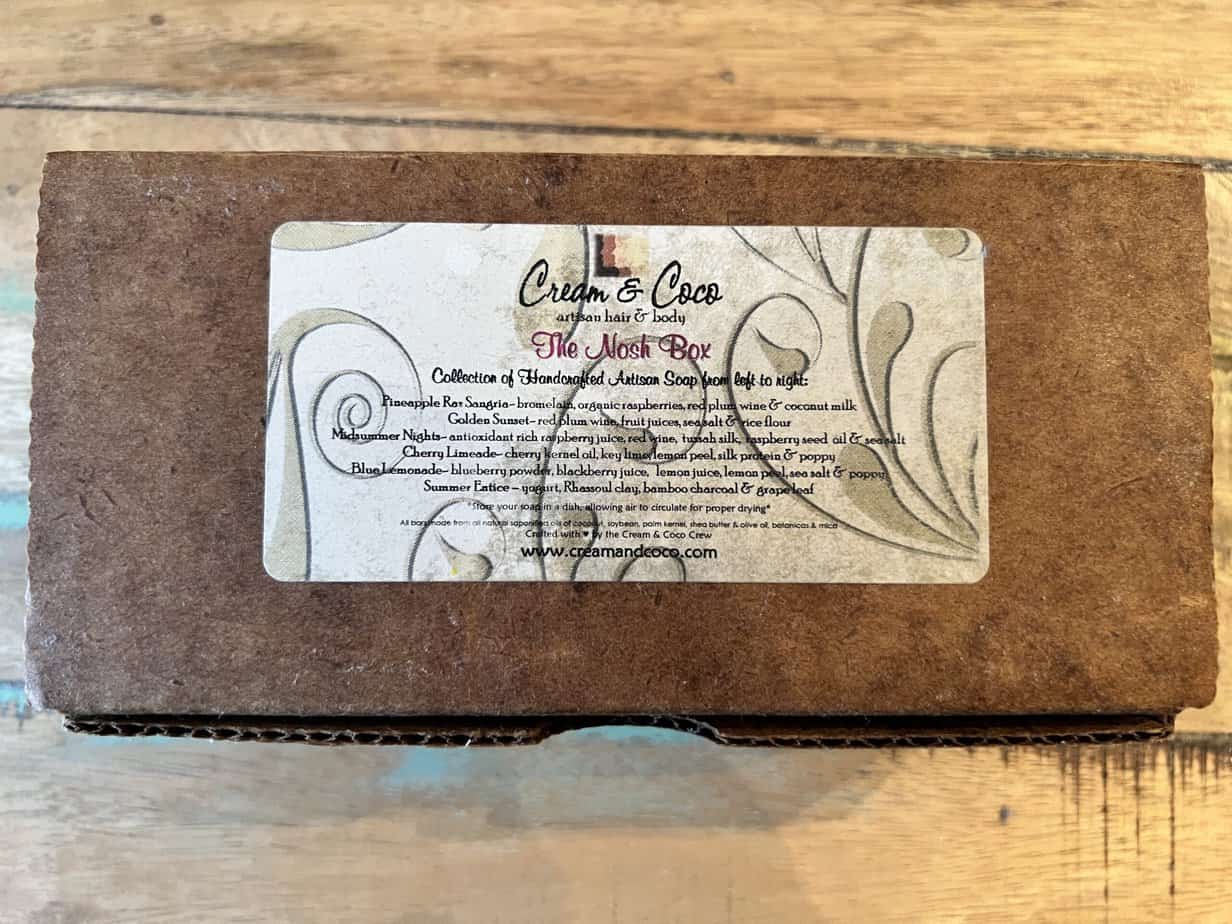 Cream & Coco
artisan hair & body
The Nosh Box
Collection of Handcrafted Artisan Soap from left to right:
Pineapple Raz Sangria- bromelain, organic raspberries, red plum wine & coconut milk
Golden Sunset- red plum wine, fruit juices, sea salt & rice flour
Midsummer Nights- antioxidant rich raspberry juice, red wine, tussah silk, raspberry seed oil & sea salt
Cherry Limeade- cherry kernel oil, key lime/lemon peel, silk protein & poppy
Blue Lemonade- blueberry powder, blackberry juice, lemon juice, lemon peel, sea salt & poppy
Summer Entice - yogurt, Rhassoul clay, bamboo charcoal & grape leaf
*Store your soap in a dish, allowing air to circulate for proper drying*
All bars made from all natural saponified oils of coconut, soybean, palm kernel, shea butter & olive oil, botanicals & mica
Crafted with ♥ by the Cream & Coco Crew
www.creamandcoco.com